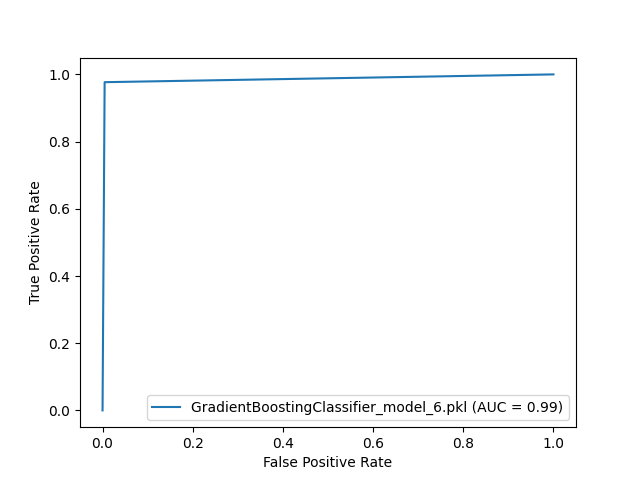 1.0
0.8
0.6
0.4
0.2
0.0
True Positive Rate
GradientBoostingClassifier_model_6.pkl (AUC = 0.99)
0.0 0.2 0.4 0.6 0.8 1.0
False Positive Rate